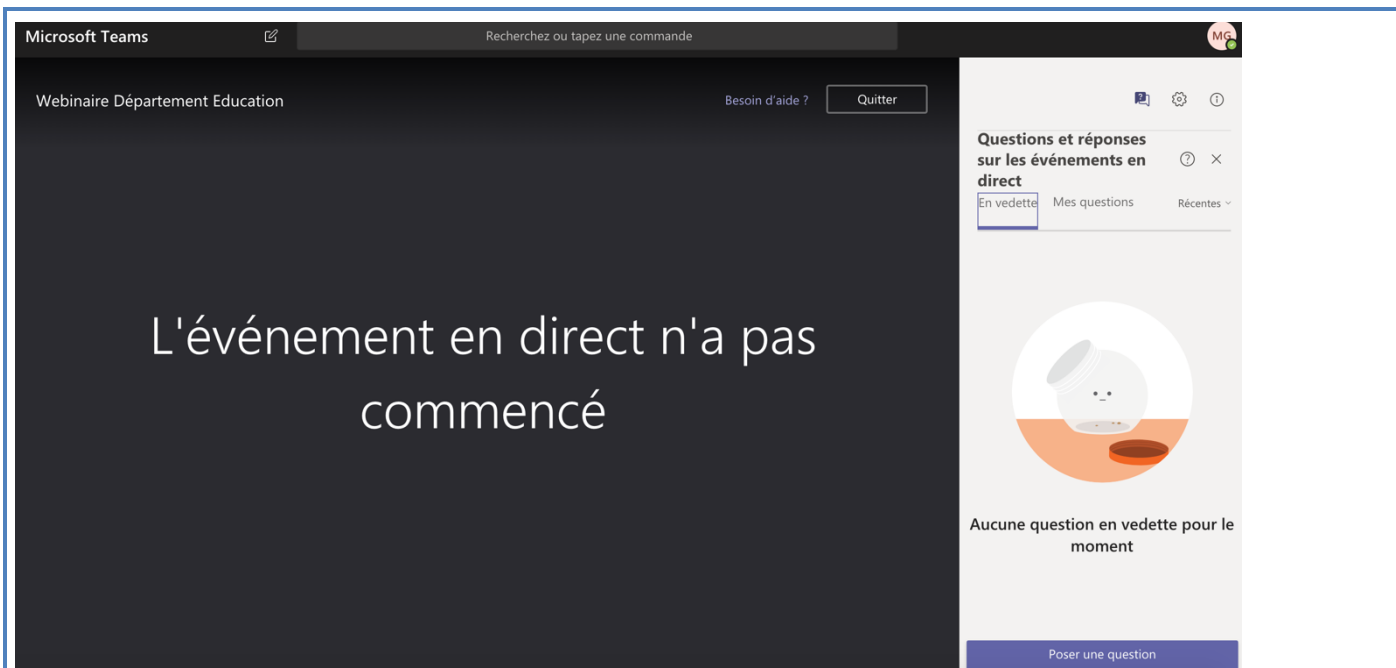 Microsoft Teams
Recherchez ou tapez une commande
MG
Webinaire Département Education
Besoin d'aide ?
Quitter
L'événement en direct n'a pas
commencé
Questions et réponses
sur les événements en
direct
En vedette
Mes questions
Récentes
Aucune question en vedette pour le
moment
Poser une question